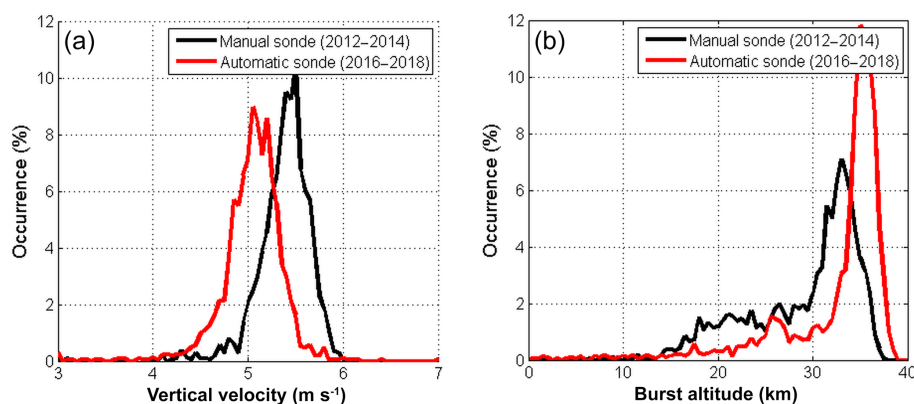 (a)
Manual sonde (2012–2014)
Automatic sonde (2016–2018)
Occurrence (%)
12
10
8
6
4
2
0
3 4 5 6 7
Vertical velocity (m s⁻¹)
(b)
Manual sonde (2012–2014)
Automatic sonde (2016–2018)
Occurrence (%)
12
10
8
6
4
2
0
0 10 20 30 40
Burst altitude (km)